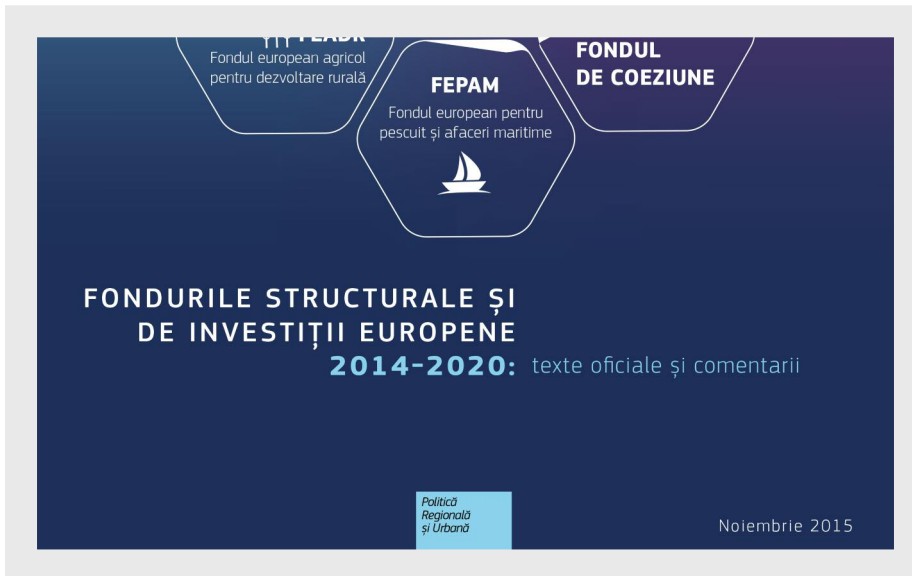 Fondul european agricol
pentru dezvoltare rurală
FEPAM
Fondul european pentru
pescuit și afaceri maritime
FONDUL
DE COEZIUNE
FONDURILE STRUCTURALE ȘI
DE INVESTIȚII EUROPENE
2014-2020: texte oficiale și comentarii
Politică
Regională
și Urbană
Noiembrie 2015